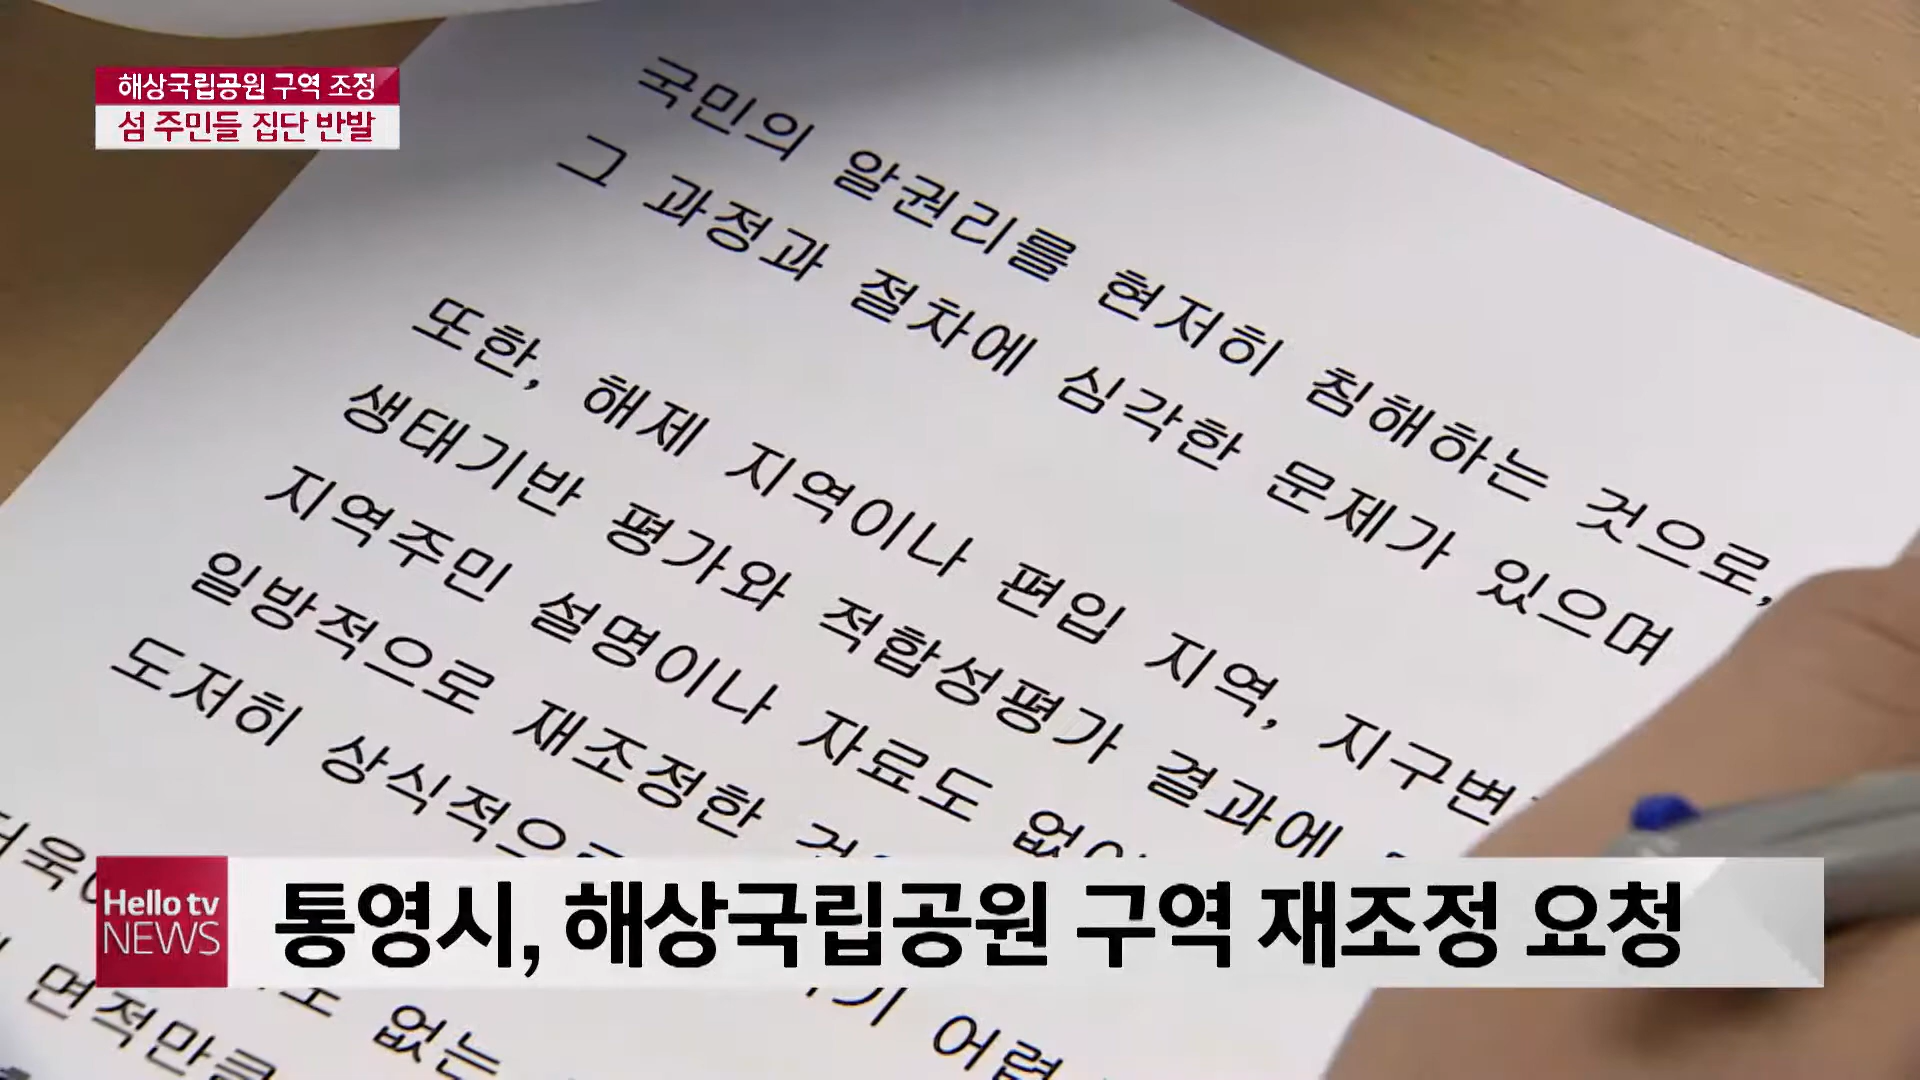 해상국립공원 구역 조정
섬 주민들 집단 반발
국민의 알권리를 현저히 침해하는 것으로,
그 과정과 절차에 심각한 문제가 있으며
또한, 해제 지역이나 편입 지역, 지구변
생태기반 평가와 적합성평가 결과에
지역주민 설명이나 자료도
일방적으로 재조정한
도저히 상식적으로
없는
면적만큼
Hello tv
NEWS
통영시, 해상국립공원 구역 재조정 요청